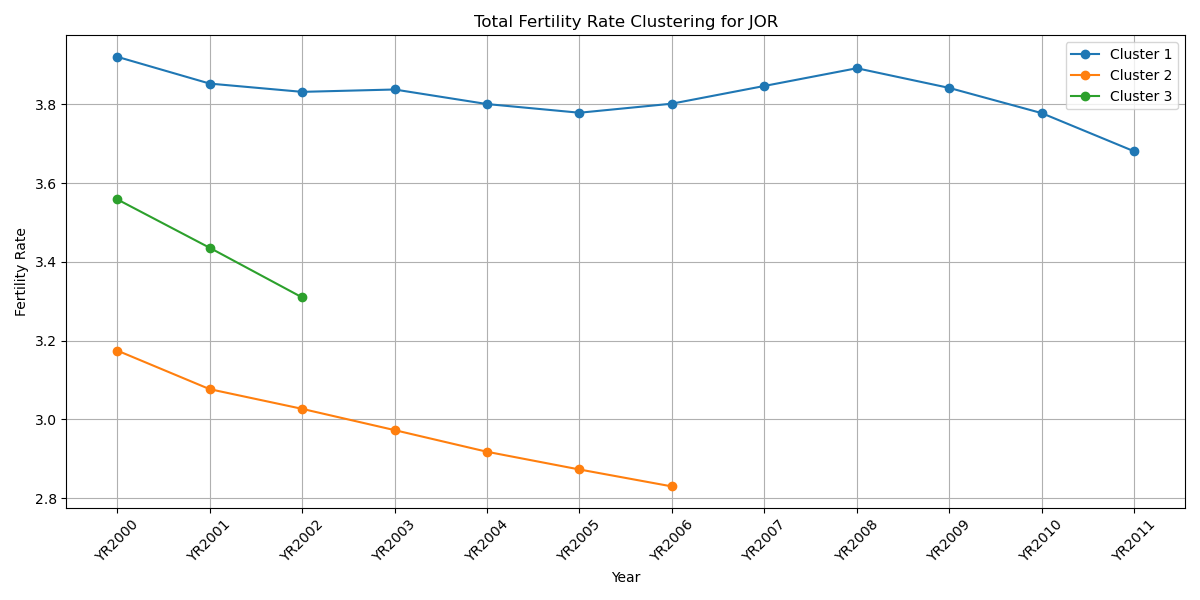 Total Fertility Rate Clustering for JOR
Cluster 1
Cluster 2
Cluster 3
Fertility Rate
3.8
3.6
3.4
3.2
3.0
2.8
YR2000
YR2001
YR2002
YR2003
YR2004
YR2005
YR2006
YR2007
YR2008
YR2009
YR2010
YR2011
Year